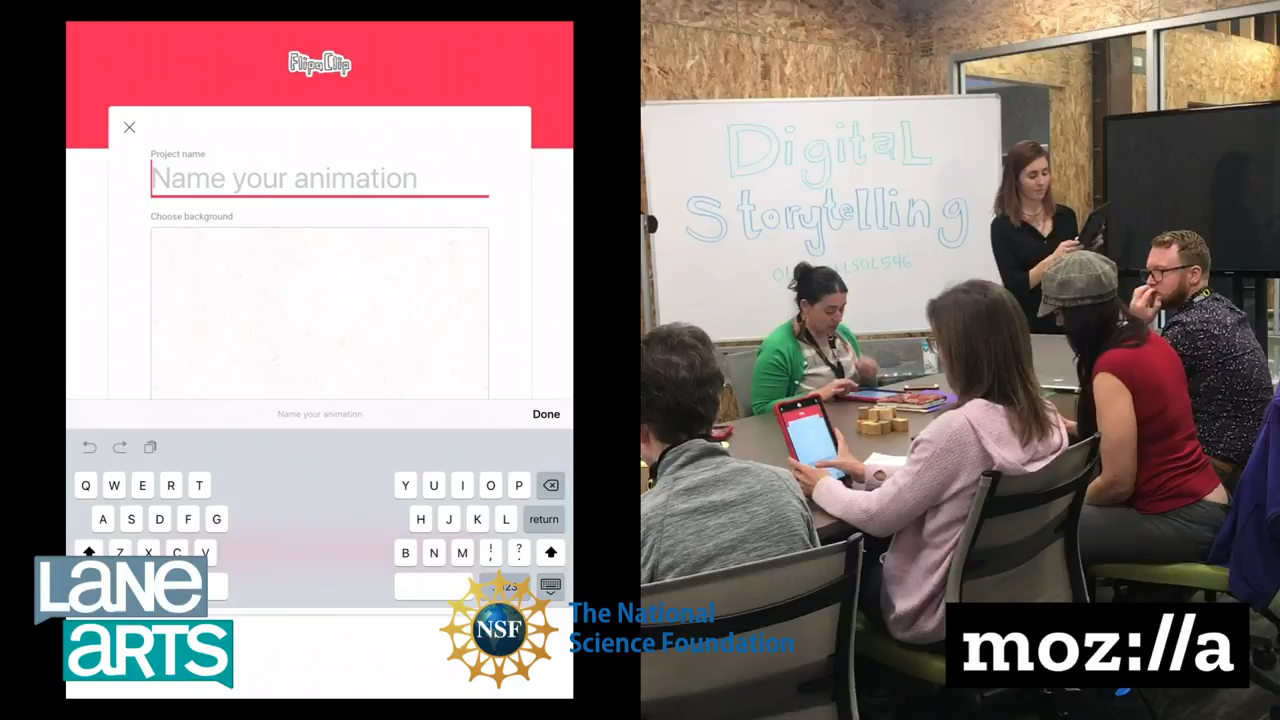 FlipaClip
Project name
Name your animation
Choose background
Name your animation
Done
Q W E R T
Y U I O P
A S D F G
H J K L return
Z X C V
B N M ! , ? .
123
LANE
ARTS
NSF
The National
Science Foundation
Digital
Storytelling
moz://a